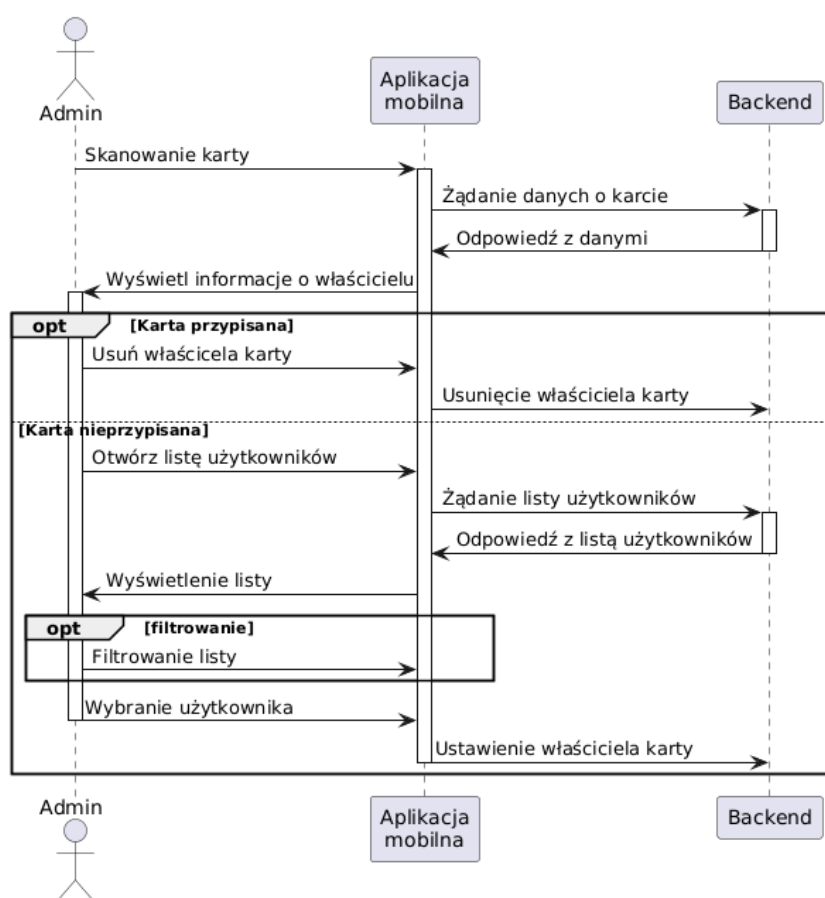 Admin
Aplikacja
mobilna
Backend
Skanowanie karty
Żądanie danych o karcie
Odpowiedź z danymi
Wyświetl informacje o właścicielu
opt
[Karta przypisana]
Usuń właścicela karty
Usunięcie właściciela karty
[Karta nieprzypisana]
Otwórz listę użytkowników
Żądanie listy użytkowników
Odpowiedź z listą użytkowników
Wyświetlenie listy
opt
[filtrowanie]
Filtrowanie listy
Wybranie użytkownika
Ustawienie właściciela karty
Admin
Aplikacja
mobilna
Backend